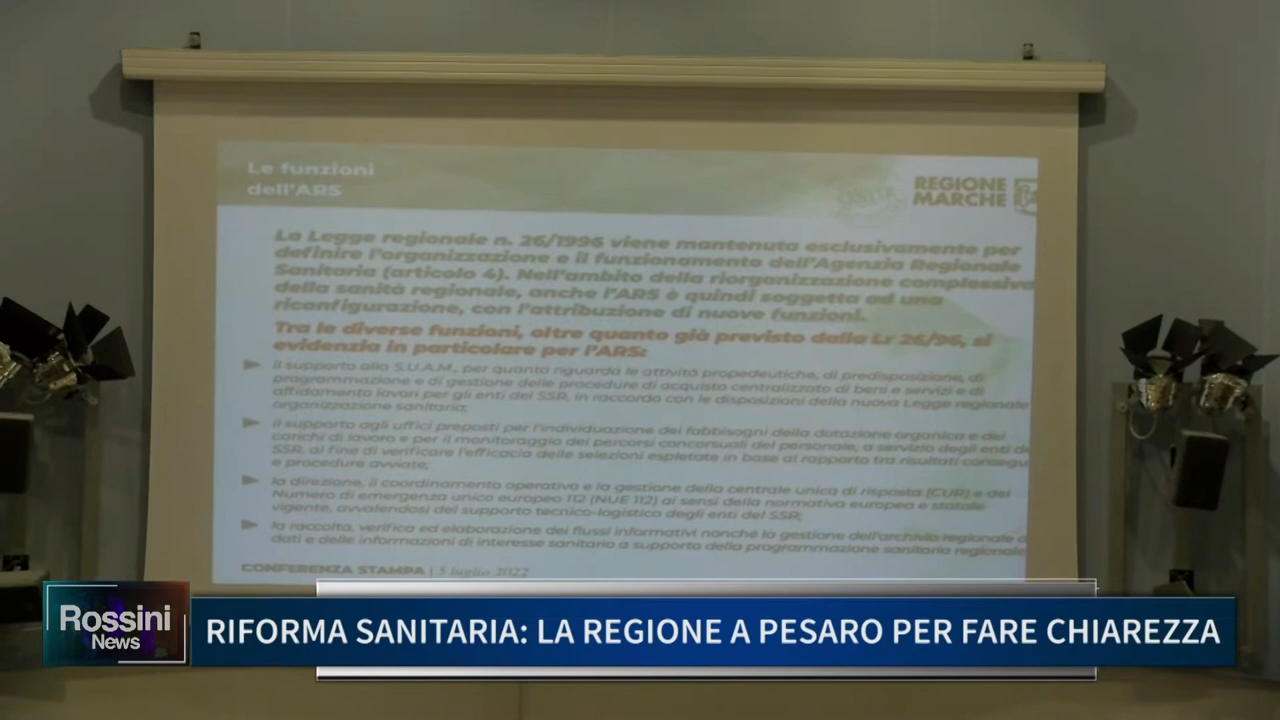 Le funzioni
dell'ARS
REGIONE
MARCHE
La Legge regionale n. 26/1996 viene mantenuta esclusivamente per
definire l'organizzazione e il funzionamento dell'Agenzia Regionale
Sanitaria (articolo 4). Nell'ambito della riorganizzazione complessiva
della sanità regionale, anche l'ARS è quindi soggetta ad una
riconfigurazione, con l'attribuzione di nuove funzioni.
Tra le diverse funzioni, oltre quanto già previsto dalla Lr 26/96, si
evidenzia in particolare per l'ARS:
il supporto alla S.U.A.M., per quanto riguarda le attività propedeutiche, di predisposizione, di
programmazione e di gestione delle procedure di acquisto centralizzato di beni e servizi e di
affidamento lavori per gli enti del SSR, in raccordo con le disposizioni della nuova Legge regionale
organizzazione sanitaria;
il supporto agli uffici preposti per l'individuazione dei fabbisogni della dotazione organica e dei
carichi di lavoro e per il monitoraggio dei percorsi concorsuali del personale, a servizio degli enti de
SSR, al fine di verificare l'efficacia delle selezioni espletate in base al rapporto tra risultati consegu
e procedure avviate;
la direzione, il coordinamento operativo e la gestione della centrale unica di risposta (CUR) e del
Numero di emergenza unico europeo 112 (NUE 112) ai sensi della normativa europea e statale
vigente, avvalendosi del supporto tecnico-logistico degli enti del SSR;
la raccolta, verifica ed elaborazione dei flussi informativi nonché la gestione dell'archivio regionale d
dati e delle informazioni di interesse sanitario a supporto della programmazione sanitaria regionale
CONFERENZA STAMPA | 5 luglio 2022
Rossini
News
RIFORMA SANITARIA: LA REGIONE A PESARO PER FARE CHIAREZZA